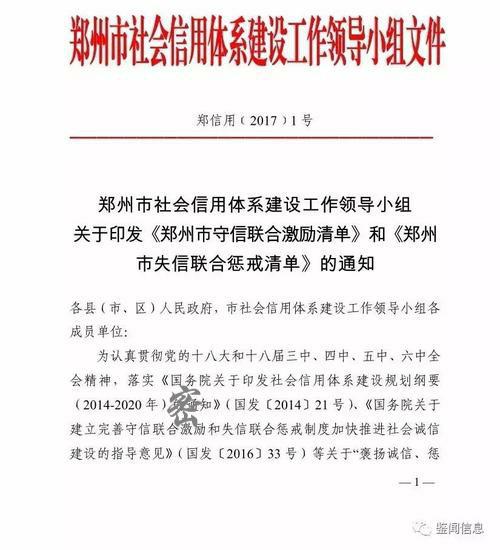 郑州市社会信用体系建设工作领导小组文件
郑信用〔2017〕1号
郑州市社会信用体系建设工作领导小组
关于印发《郑州市守信联合激励清单》和《郑州
市失信联合惩戒清单》的通知
各县（市、区）人民政府，市社会信用体系建设工作领导小组各
成员单位：
为认真贯彻党的十八大和十八届三中、四中、五中、六中全
会精神，落实《国务院关于印发社会信用体系建设规划纲要
（2014-2020年）的通知》（国发〔2014〕21号）、《国务院关于
密
建立完善守信联合激励和失信联合惩戒制度加快推进社会诚信
建设的指导意见》（国发〔2016〕33号）等关于“褒扬诚信、惩
—1—
鉴闻信息